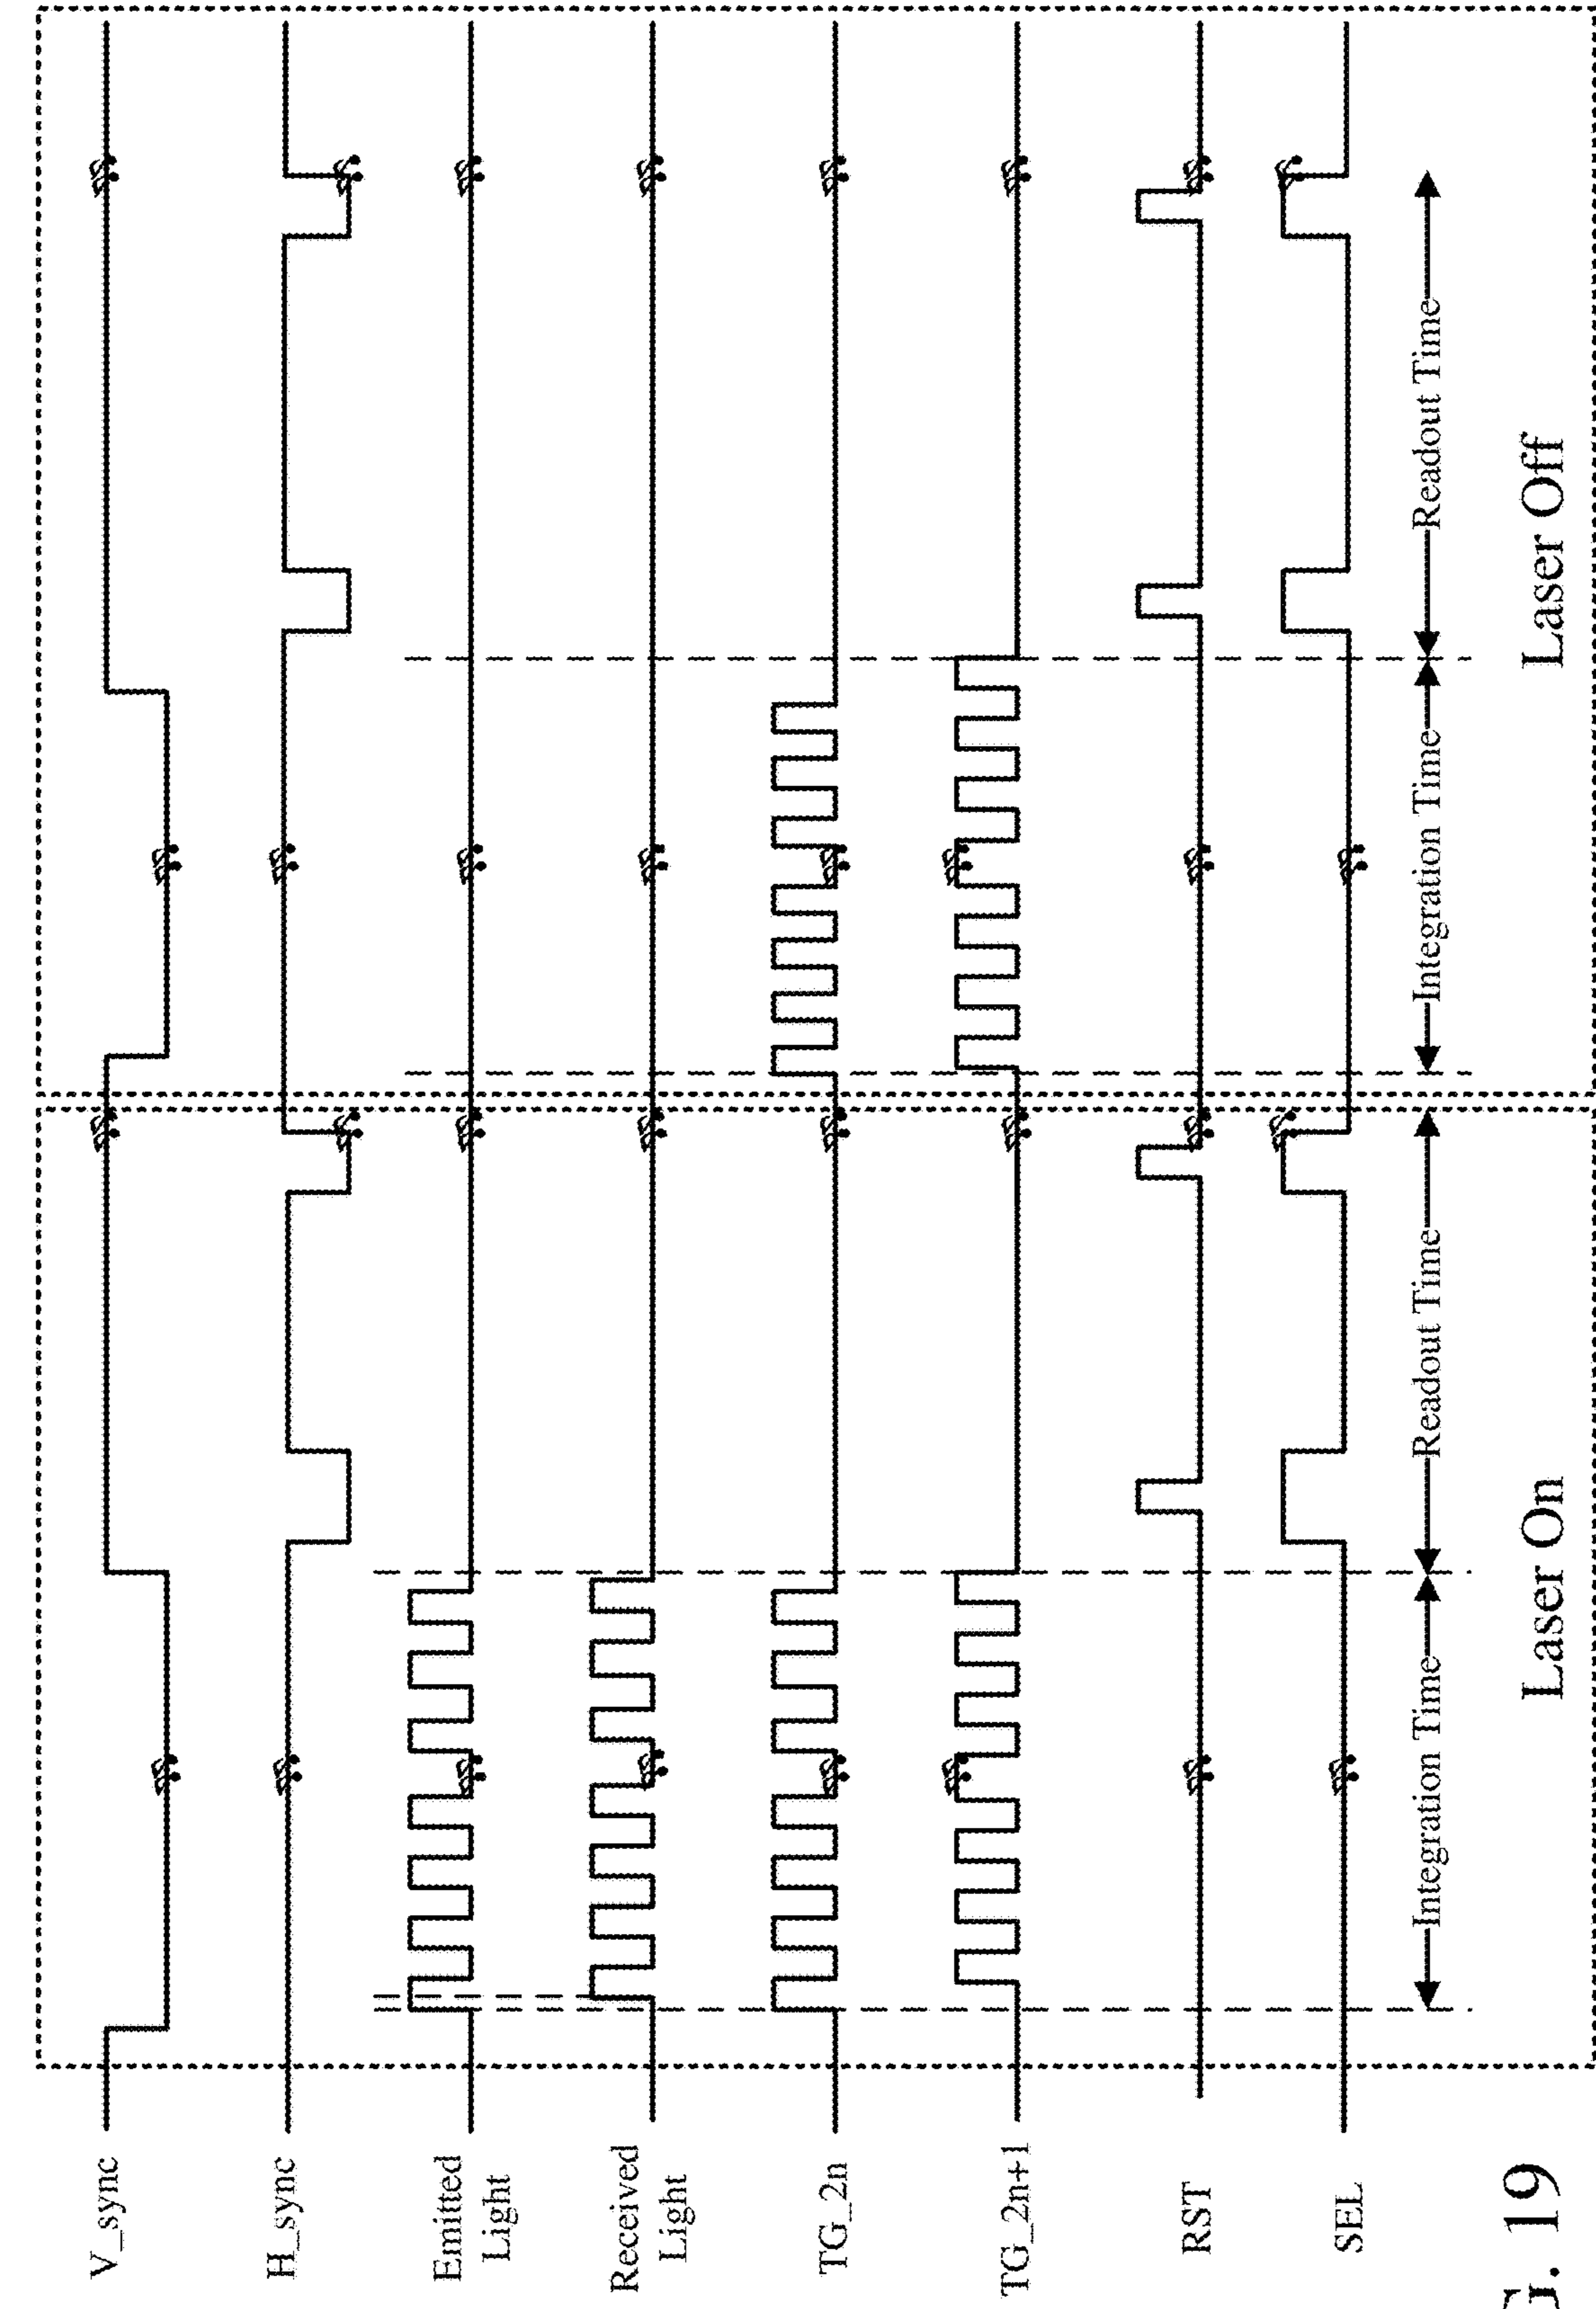 V_sync
H_sync
Emitted
Light
Received
Light
TG_2n
TG_2n+1
RST
SEL
Integration Time
Readout Time
Integration Time
Readout Time
Laser On
Laser Off
G. 19